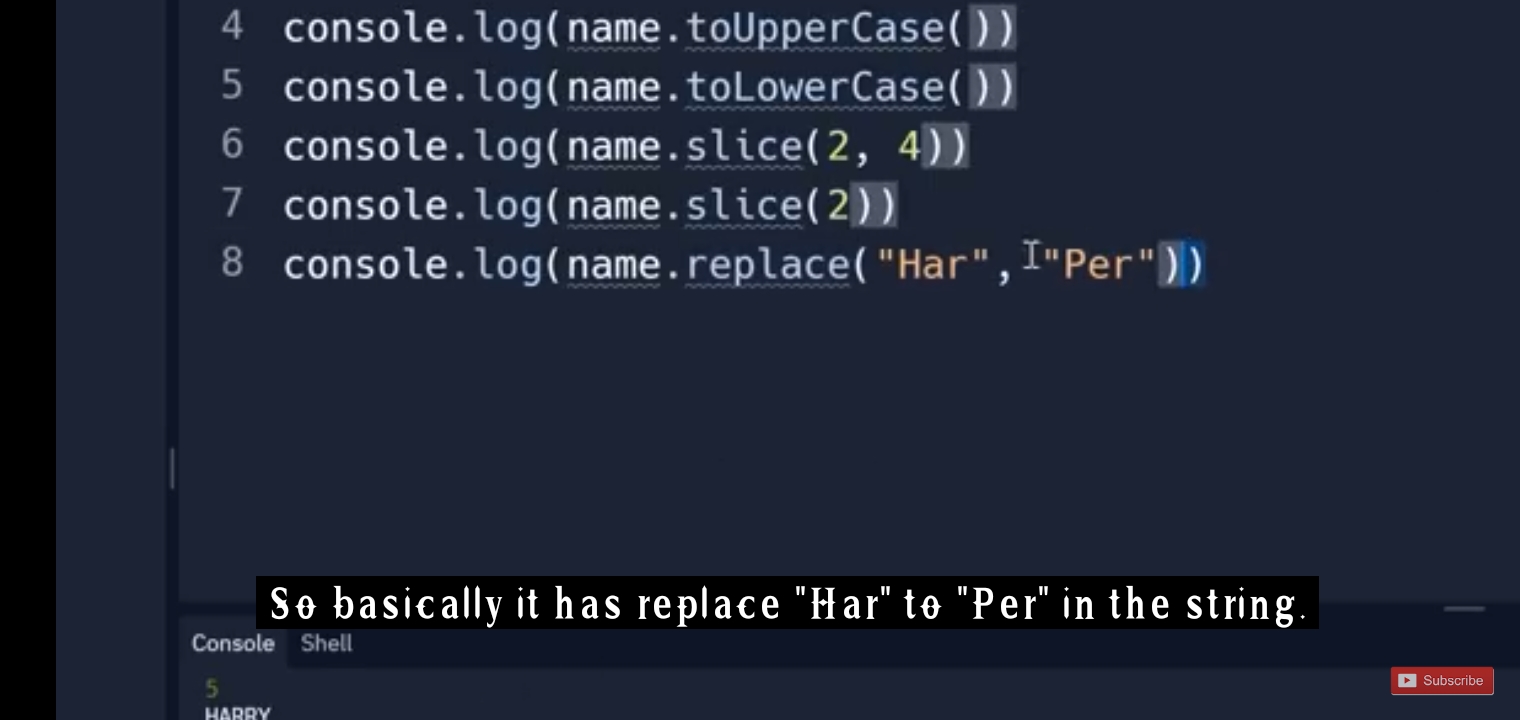 4 console.log(name.toUpperCase())
5 console.log(name.toLowerCase())
6 console.log(name.slice(2, 4))
7 console.log(name.slice(2))
8 console.log(name.replace("Har", "Per"))
So basically it has replace "Har" to "Per" in the string.
Console Shell
5
Subscribe
HARRY